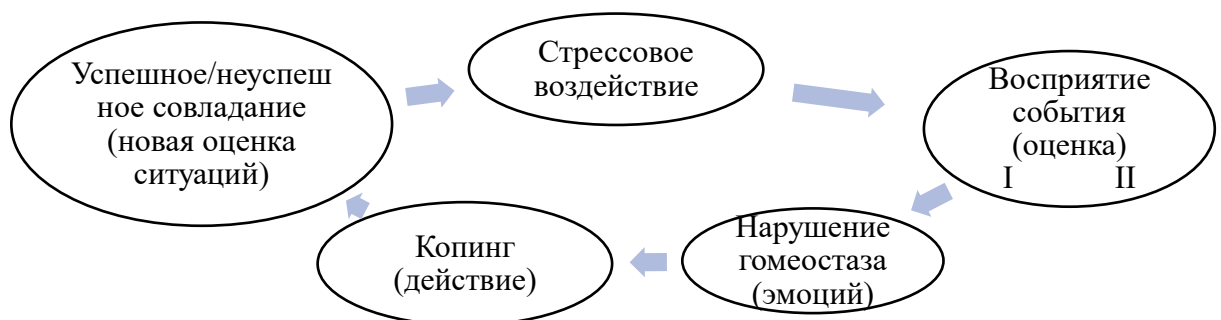 Успешное/неуспеш
ное совладание
(новая оценка
ситуаций)
Стрессовое
воздействие
Восприятие
события
(оценка)
I II
Нарушение
гомеостаза
(эмоций)
Копинг
(действие)